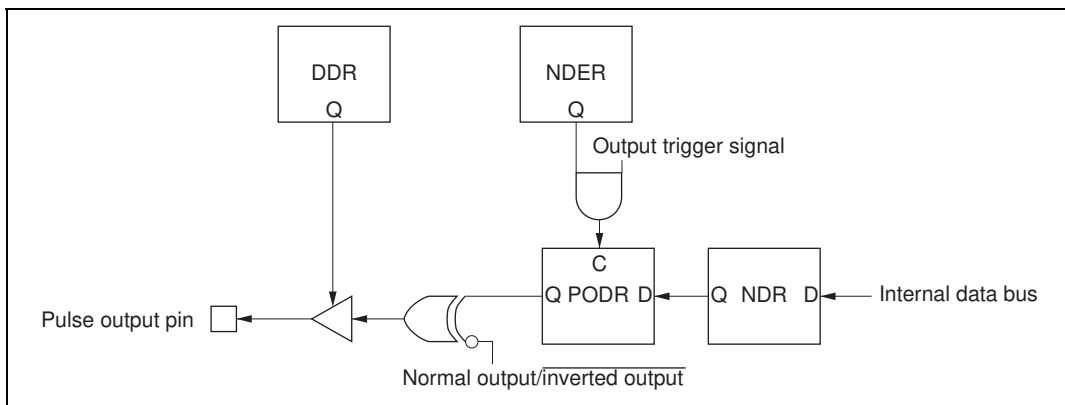 DDR
Q
NDER
Q
Output trigger signal
C
Q PODR D
Q NDR D
Internal data bus
Pulse output pin
Normal output/inverted output